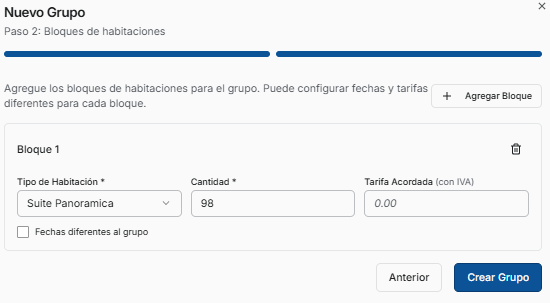 Nuevo Grupo
Paso 2: Bloques de habitaciones
Agregue los bloques de habitaciones para el grupo. Puede configurar fechas y tarifas
diferentes para cada bloque.
+ Agregar Bloque
Bloque 1
Tipo de Habitación * Cantidad * Tarifa Acordada (con IVA)
Suite Panoramica 98 0.00
Fechas diferentes al grupo
Anterior Crear Grupo